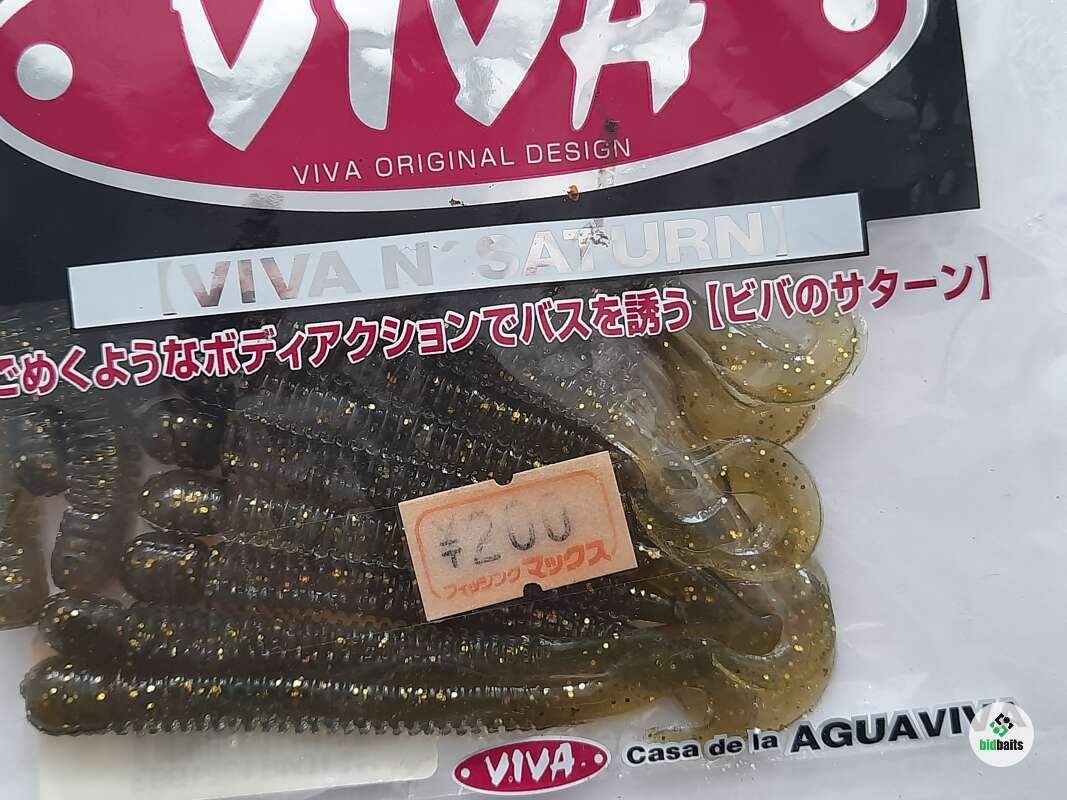 VIVA
VIVA ORIGINAL DESIGN
【VIVA N´ SATURN】
ごめくようなボディアクションでバスを誘う【ビバのサターン】
¥200
フィッシングマックス
VIVA
Casa de la AGUAVIVA
bidbaits